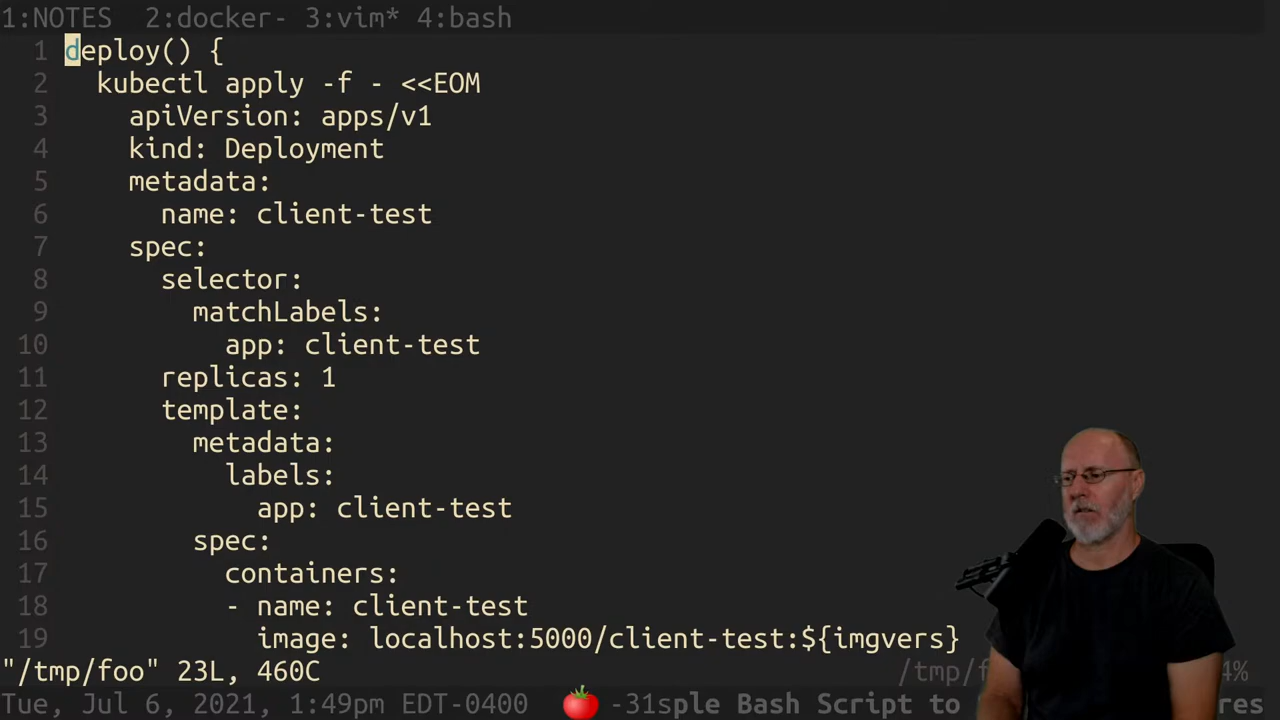 1:NOTES 2:docker- 3:vim* 4:bash
1 deploy() {
2 kubectl apply -f - <<EOM
3 apiVersion: apps/v1
4 kind: Deployment
5 metadata:
6 name: client-test
7 spec:
8 selector:
9 matchLabels:
10 app: client-test
11 replicas: 1
12 template:
13 metadata:
14 labels:
15 app: client-test
16 spec:
17 containers:
18 - name: client-test
19 image: localhost:5000/client-test:${imgvers}
"/tmp/foo" 23L, 460C
Tue, Jul 6, 2021, 1:49pm EDT-0400 🍅 -31sple Bash Script to